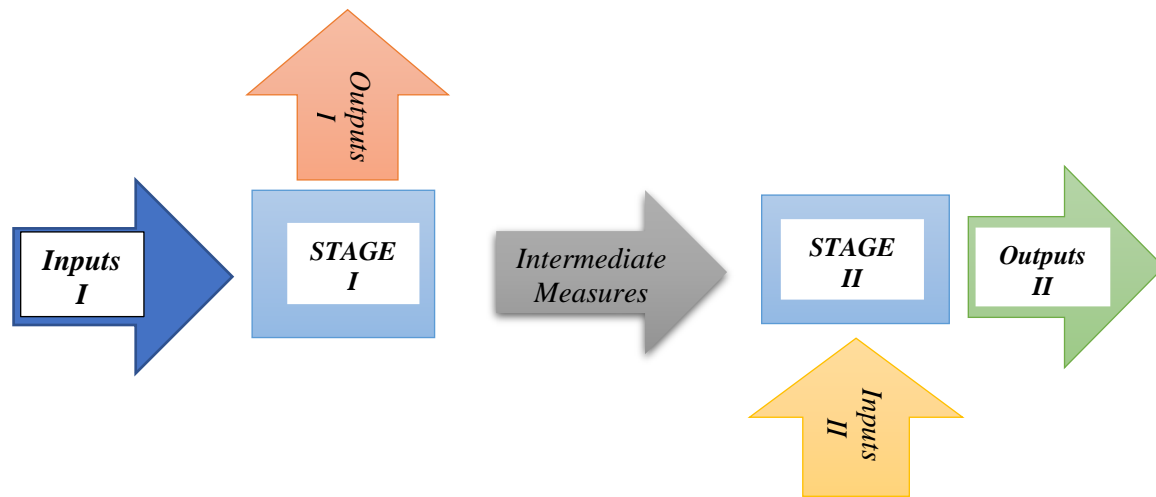 Outputs
I
Inputs
I
STAGE
I
Intermediate
Measures
STAGE
II
Outputs
II
Inputs
II